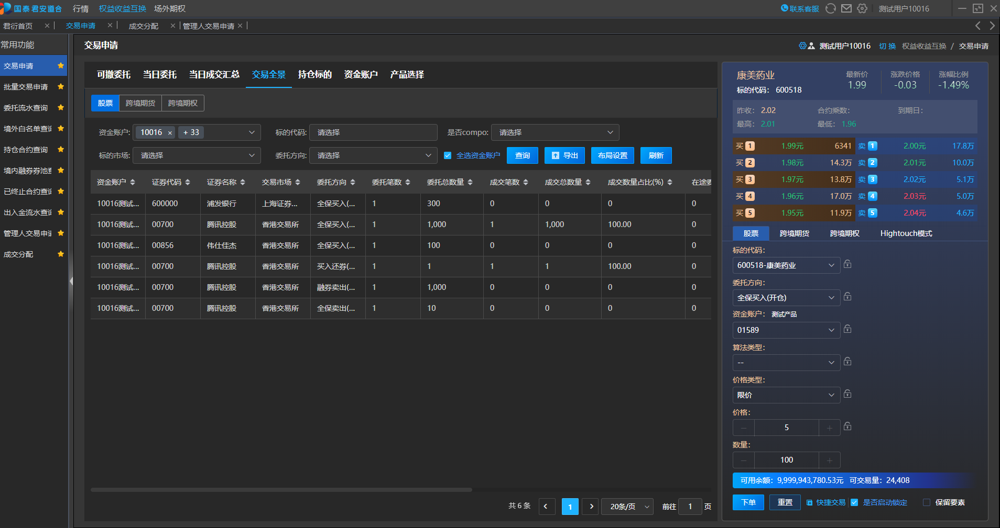 国泰君安道合 行情 权益收益互换 场外期权 联系客服 测试用户10016
君衍首页 交易申请 成交分配 管理人交易申请
常用功能
交易申请
批量交易申请
委托流水查询
境外白名单查询
持仓合约查询
境内融券券池查
已终止合约查询
出入金流水查询
管理人交易申请
成交分配
交易申请
测试用户10016 切 换 权益收益互换 / 交易申请
可撤委托 当日委托 当日成交汇总 交易全景 持仓标的 资金账户 产品选择
股票 跨境期货 跨境期权
资金账户: 10016 × + 33 标的代码: 请选择 是否compo: 请选择
标的市场: 请选择 委托方向: 请选择 全选资金账户 查询 导出 布局设置 刷新
资金账户 证券代码 证券名称 交易市场 委托方向 委托笔数 委托总数量 成交笔数 成交总数量 成交数量占比(%) 在途委
10016测试... 600000 浦发银行 上海证券... 全保买入(... 1 300 0 0 0 0
10016测试... 00700 腾讯控股 香港交易所 全保买入(... 1 1,000 1 1,000 100.00 0
10016测试... 00856 伟仕佳杰 香港交易所 全保买入(... 1 100 0 0 0 0
10016测试... 00700 腾讯控股 香港交易所 买入还券(... 1 1 1 1 100.00 0
10016测试... 00700 腾讯控股 香港交易所 融券卖出(... 1 1,000 0 0 0 0
10016测试... 00700 腾讯控股 香港交易所 全保卖出(... 1 10 0 0 0 0
共 6 条 1 20条/页 前往 1 页
康美药业 最新价 涨跌价格 涨幅比例
标的代码: 600518 1.99 -0.03 -1.49%
昨收: 2.02 合约乘数: 到期日:
最高: 2.01 最低: 1.96
买 1 1.99元 6341 卖 1 2.00元 17.8万
买 2 1.98元 14.3万 卖 2 2.01元 10.0万
买 3 1.97元 13.8万 卖 3 2.02元 5.1万
买 4 1.96元 17.0万 卖 4 2.03元 5.0万
买 5 1.95元 11.9万 卖 5 2.04元 4.6万
股票 跨境期货 跨境期权 Hightouch模式
标的代码:
600518-康美药业
委托方向:
全保买入(开仓)
资金账户: 测试产品
01589
算法类型:
--
价格类型:
限价
价格:
5
数量:
100
可用余额: 9,999,943,780.53元 可交易量: 24,408
下单 重置 快捷交易 是否启动锁定 保留要素